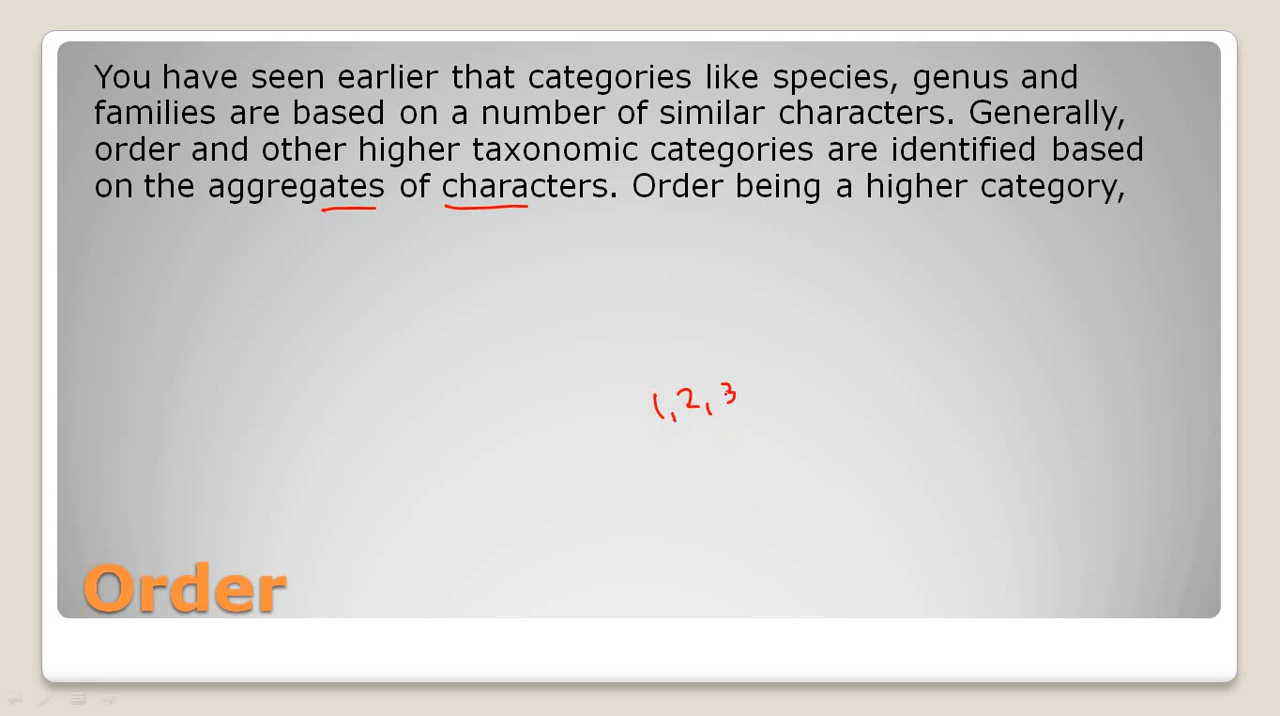 You have seen earlier that categories like species, genus and
families are based on a number of similar characters. Generally,
order and other higher taxonomic categories are identified based
on the aggregates of characters. Order being a higher category,
1, 2, 3
Order